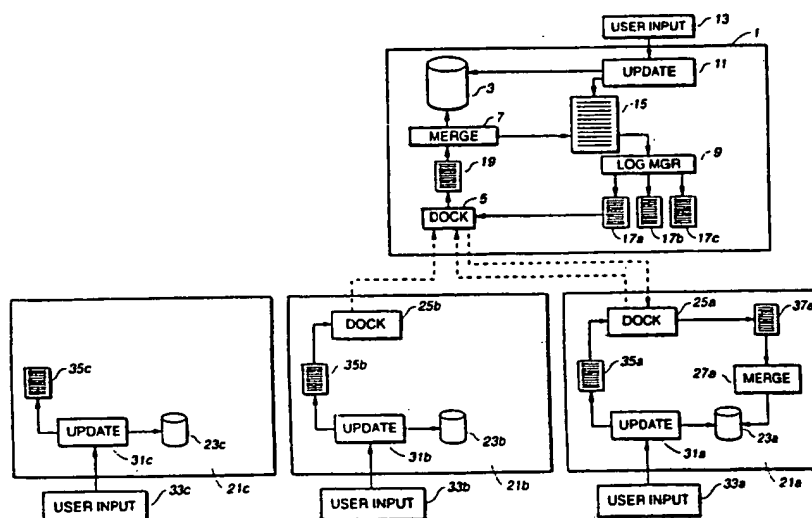 USER INPUT
13
1
UPDATE
11
3
15
7
MERGE
9
LOG MGR
19
5
DOCK
17a
17b
17c
25b
DOCK
25a
DOCK
37a
35c
35b
35a
27a
MERGE
UPDATE
23c
31c
21c
UPDATE
23b
31b
21b
UPDATE
23a
31a
21a
USER INPUT
33c
USER INPUT
33b
USER INPUT
33a